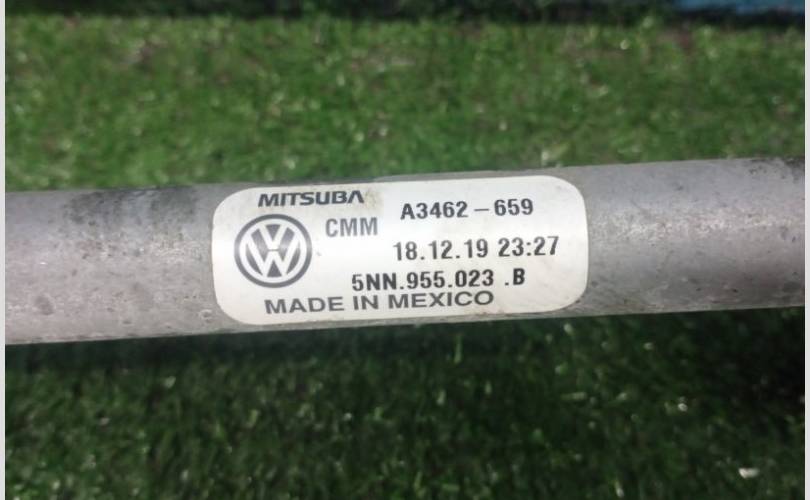 MITSUBA
CMM A3462-659
18.12.19 23:27
5NN.955.023 .B
MADE IN MEXICO